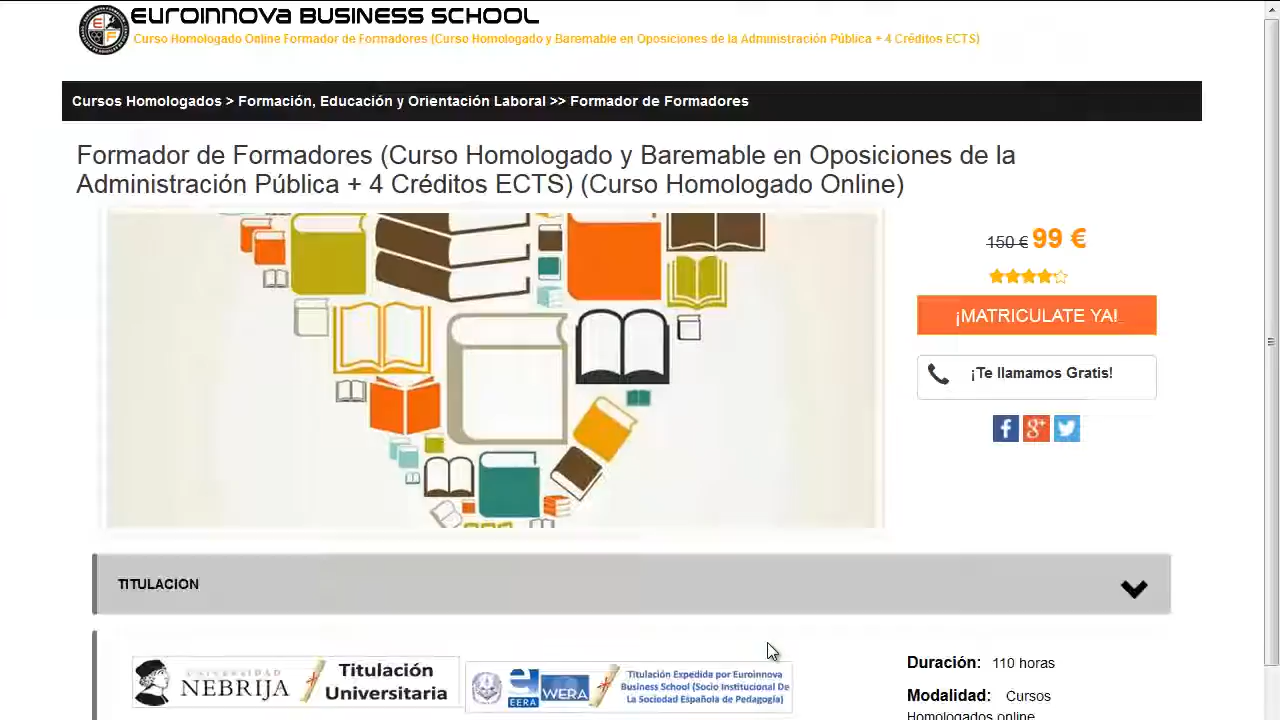 Euroinnova BUSINESS SCHOOL
Curso Homologado Online Formador de Formadores (Curso Homologado y Baremable en Oposiciones de la Administración Pública + 4 Créditos ECTS)
Cursos Homologados > Formación, Educación y Orientación Laboral >> Formador de Formadores
Formador de Formadores (Curso Homologado y Baremable en Oposiciones de la
Administración Pública + 4 Créditos ECTS) (Curso Homologado Online)
150 € 99 €
¡MATRICULATE YA!
¡Te llamamos Gratis!
TITULACION
UNIVERSIDAD
NEBRIJA
Titulación
Universitaria
EERA
WERA
Titulación Expedida por Euroinnova
Business School (Socio Institucional De
La Sociedad Española de Pedagogía)
Duración: 110 horas
Modalidad: Cursos
Homologados online